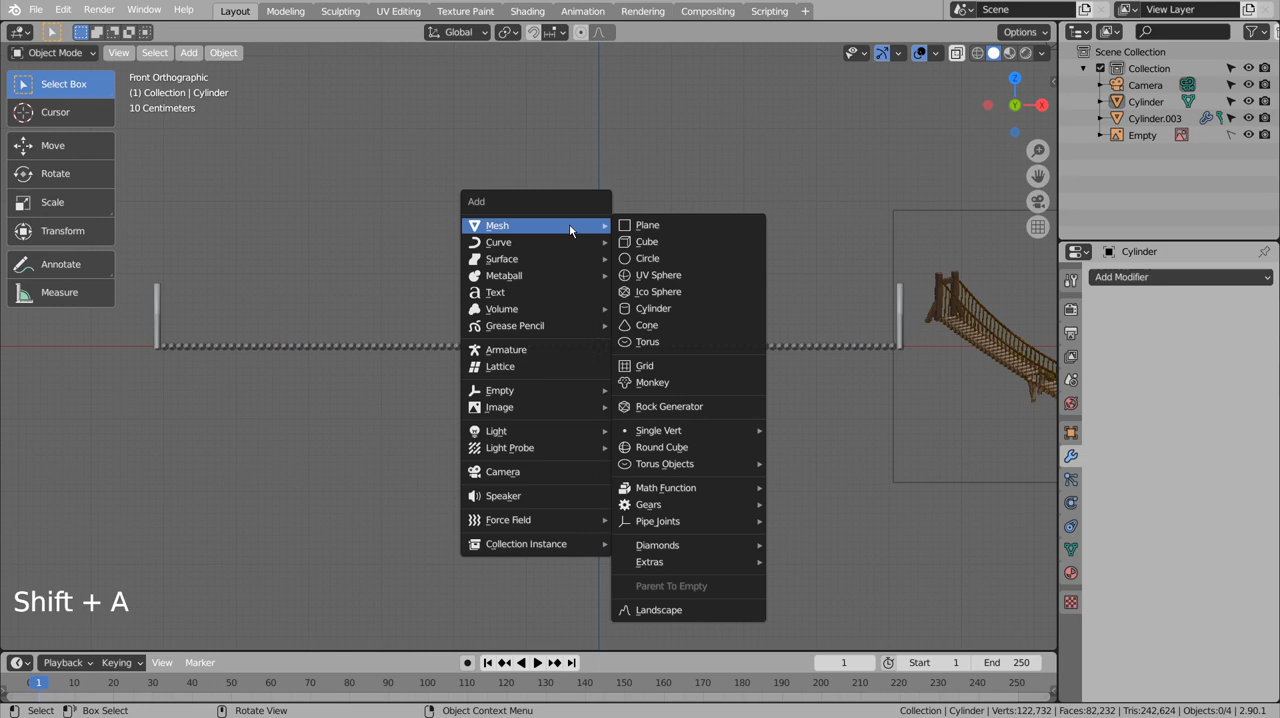 File Edit Render Window Help Layout Modeling Sculpting UV Editing Texture Paint Shading Animation Rendering Compositing Scripting + Scene View Layer
Global Options
Object Mode View Select Add Object
Select Box
Cursor
Move
Rotate
Scale
Transform
Annotate
Measure
Front Orthographic
(1) Collection | Cylinder
10 Centimeters
Z
Y
X
Add
Mesh
Curve
Surface
Metaball
Text
Volume
Grease Pencil
Armature
Lattice
Empty
Image
Light
Light Probe
Camera
Speaker
Force Field
Collection Instance
Plane
Cube
Circle
UV Sphere
Ico Sphere
Cylinder
Cone
Torus
Grid
Monkey
Rock Generator
Single Vert
Round Cube
Torus Objects
Math Function
Gears
Pipe Joints
Diamonds
Extras
Parent To Empty
Landscape
Shift + A
Scene Collection
Collection
Camera
Cylinder
Cylinder.003
Empty
Cylinder
Add Modifier
Playback Keying View Marker 1 Start 1 End 250
0 1 10 20 30 40 50 60 70 80 90 100 110 120 130 140 150 160 170 180 190 200 210 220 230 240 250
Select Box Select Rotate View Object Context Menu Collection | Cylinder | Verts:122,732 | Faces:82,232 | Tris:242,624 | Objects:0/4 | 2.90.1